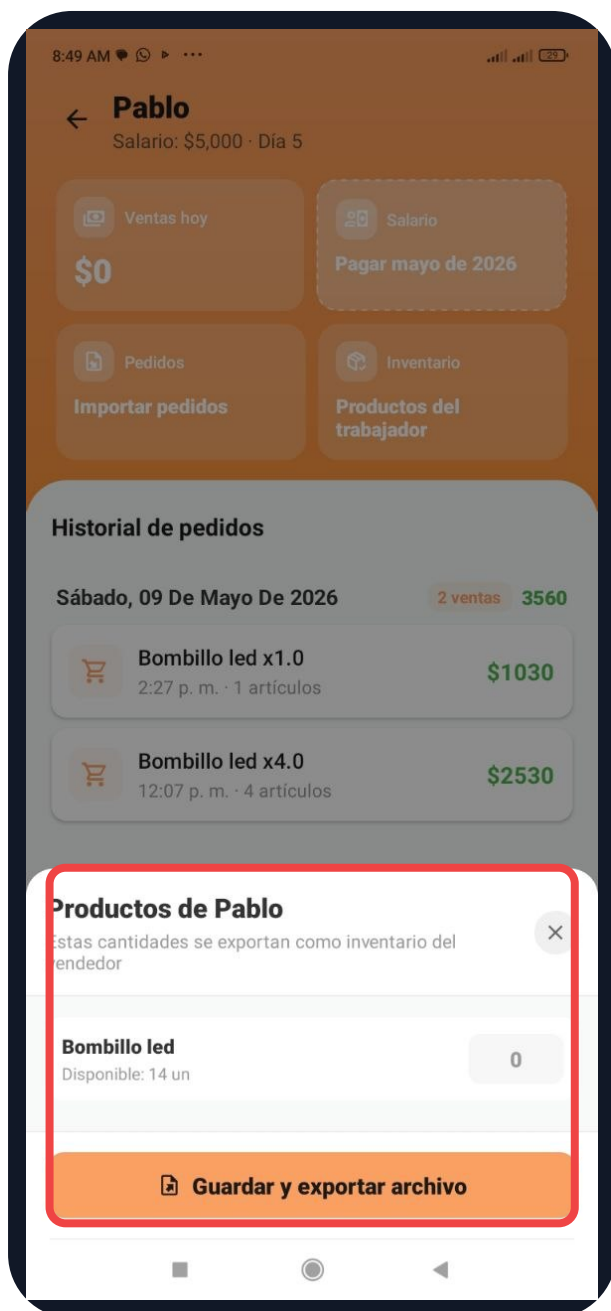 8:49 AM
29
Pablo
Salario: $5,000 · Día 5
Ventas hoy
$0
Salario
Pagar mayo de 2026
Pedidos
Importar pedidos
Inventario
Productos del
trabajador
Historial de pedidos
Sábado, 09 De Mayo De 2026
2 ventas
3560
Bombillo led x1.0
2:27 p. m. · 1 artículos
$1030
Bombillo led x4.0
12:07 p. m. · 4 artículos
$2530
Productos de Pablo
Estas cantidades se exportan como inventario del
vendedor
Bombillo led
Disponible: 14 un
0
Guardar y exportar archivo